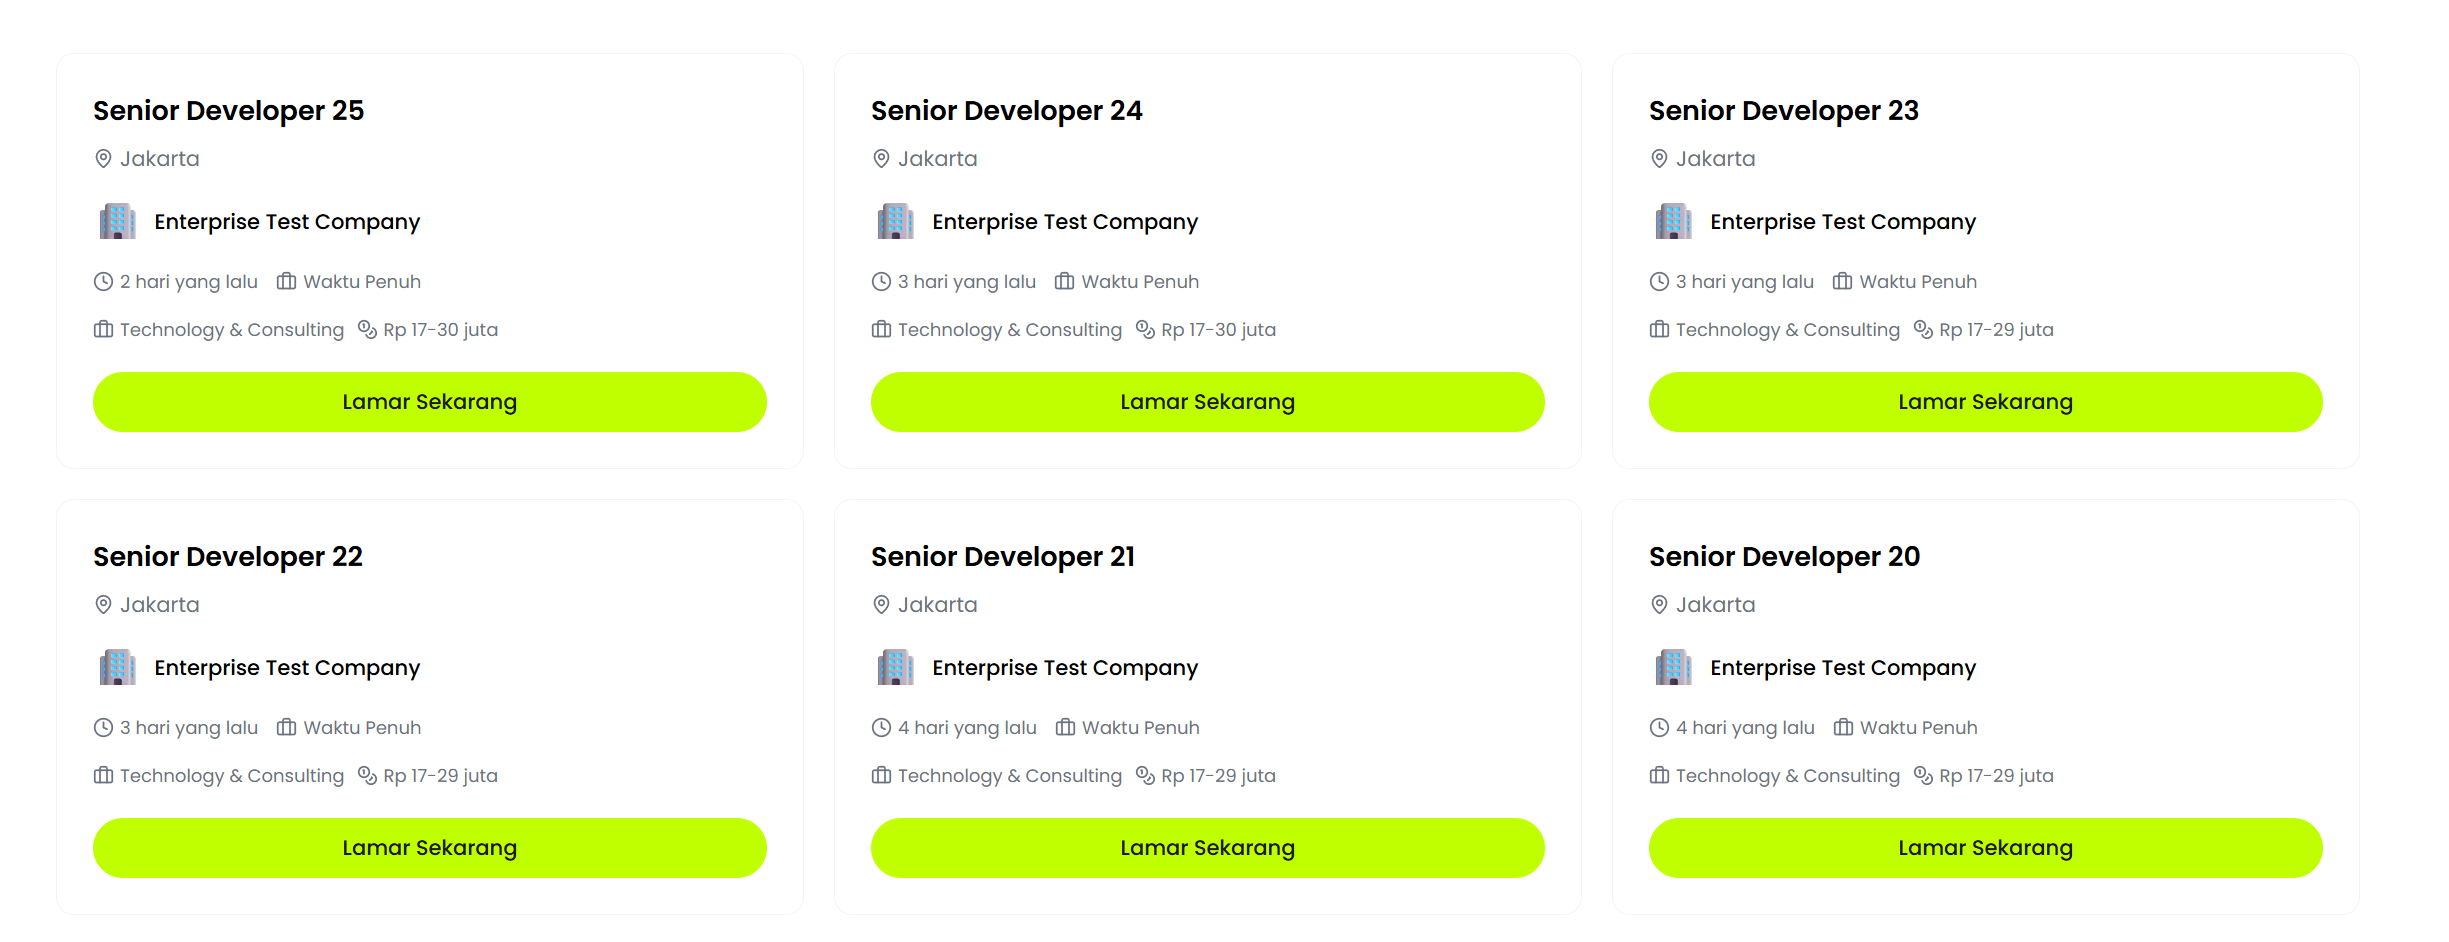 Senior Developer 25
Jakarta
Enterprise Test Company
2 hari yang lalu Waktu Penuh
Technology & Consulting Rp 17-30 juta
Lamar Sekarang
Senior Developer 24
Jakarta
Enterprise Test Company
3 hari yang lalu Waktu Penuh
Technology & Consulting Rp 17-30 juta
Lamar Sekarang
Senior Developer 23
Jakarta
Enterprise Test Company
3 hari yang lalu Waktu Penuh
Technology & Consulting Rp 17-29 juta
Lamar Sekarang
Senior Developer 22
Jakarta
Enterprise Test Company
3 hari yang lalu Waktu Penuh
Technology & Consulting Rp 17-29 juta
Lamar Sekarang
Senior Developer 21
Jakarta
Enterprise Test Company
4 hari yang lalu Waktu Penuh
Technology & Consulting Rp 17-29 juta
Lamar Sekarang
Senior Developer 20
Jakarta
Enterprise Test Company
4 hari yang lalu Waktu Penuh
Technology & Consulting Rp 17-29 juta
Lamar Sekarang